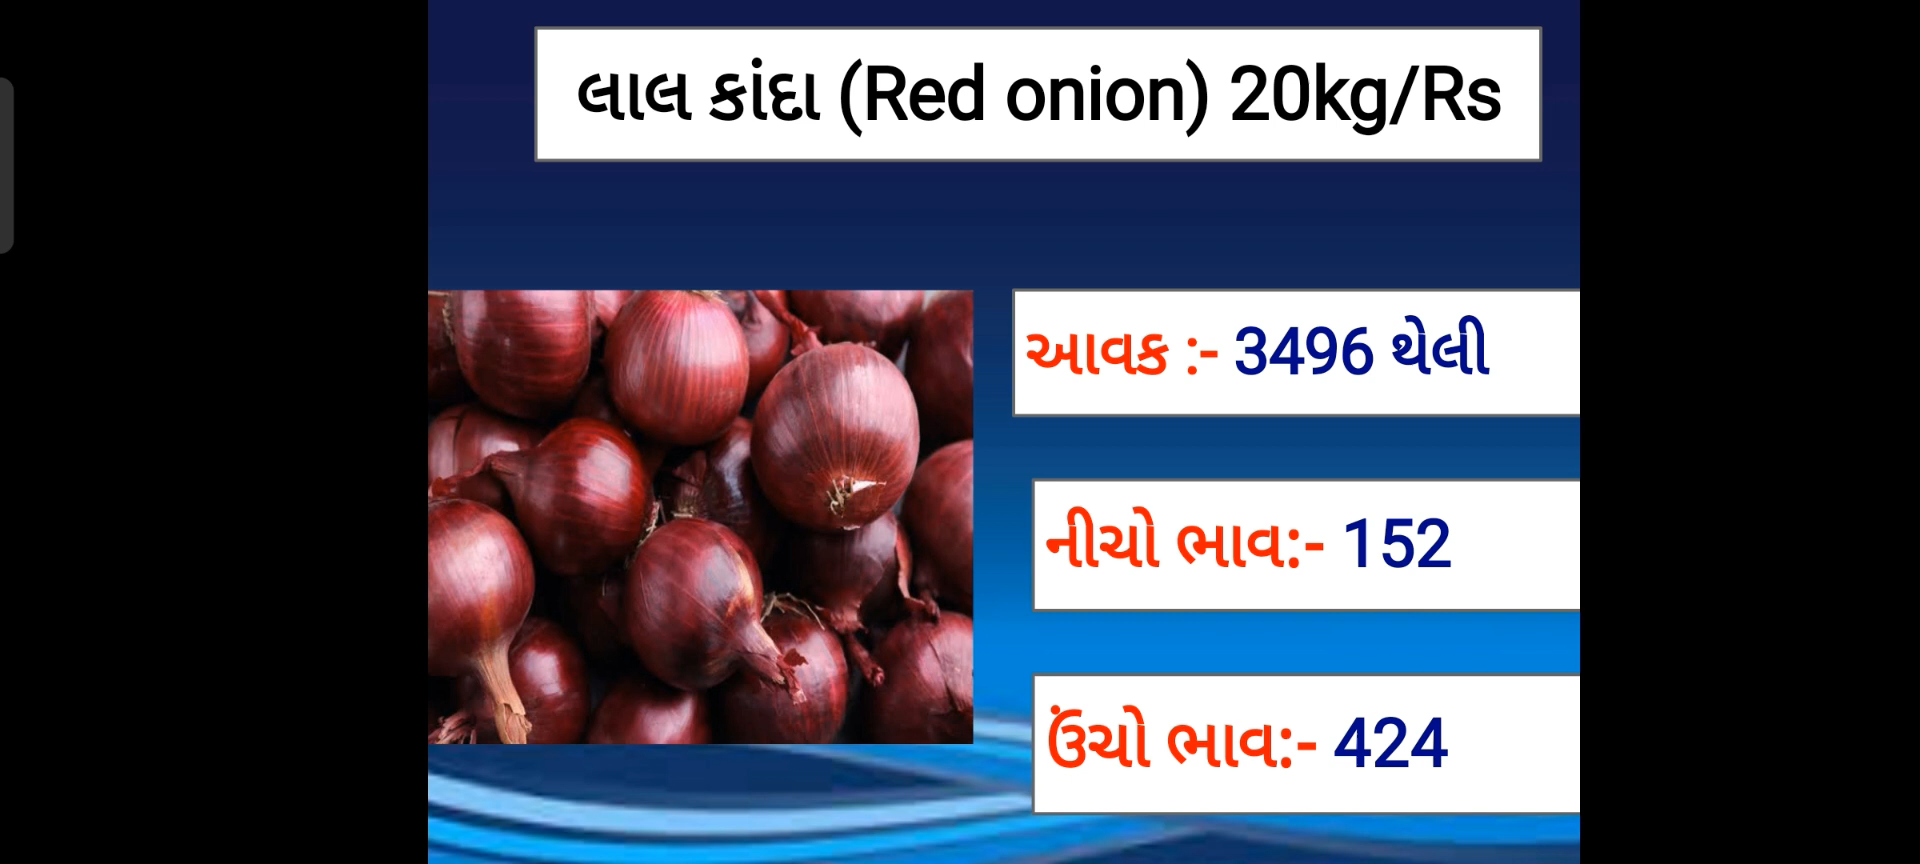 લાલ કાંદા (Red onion) 20kg/Rs
આવક :- 3496 થેલી
નીચો ભાવ:- 152
ઉંચો ભાવ:- 424